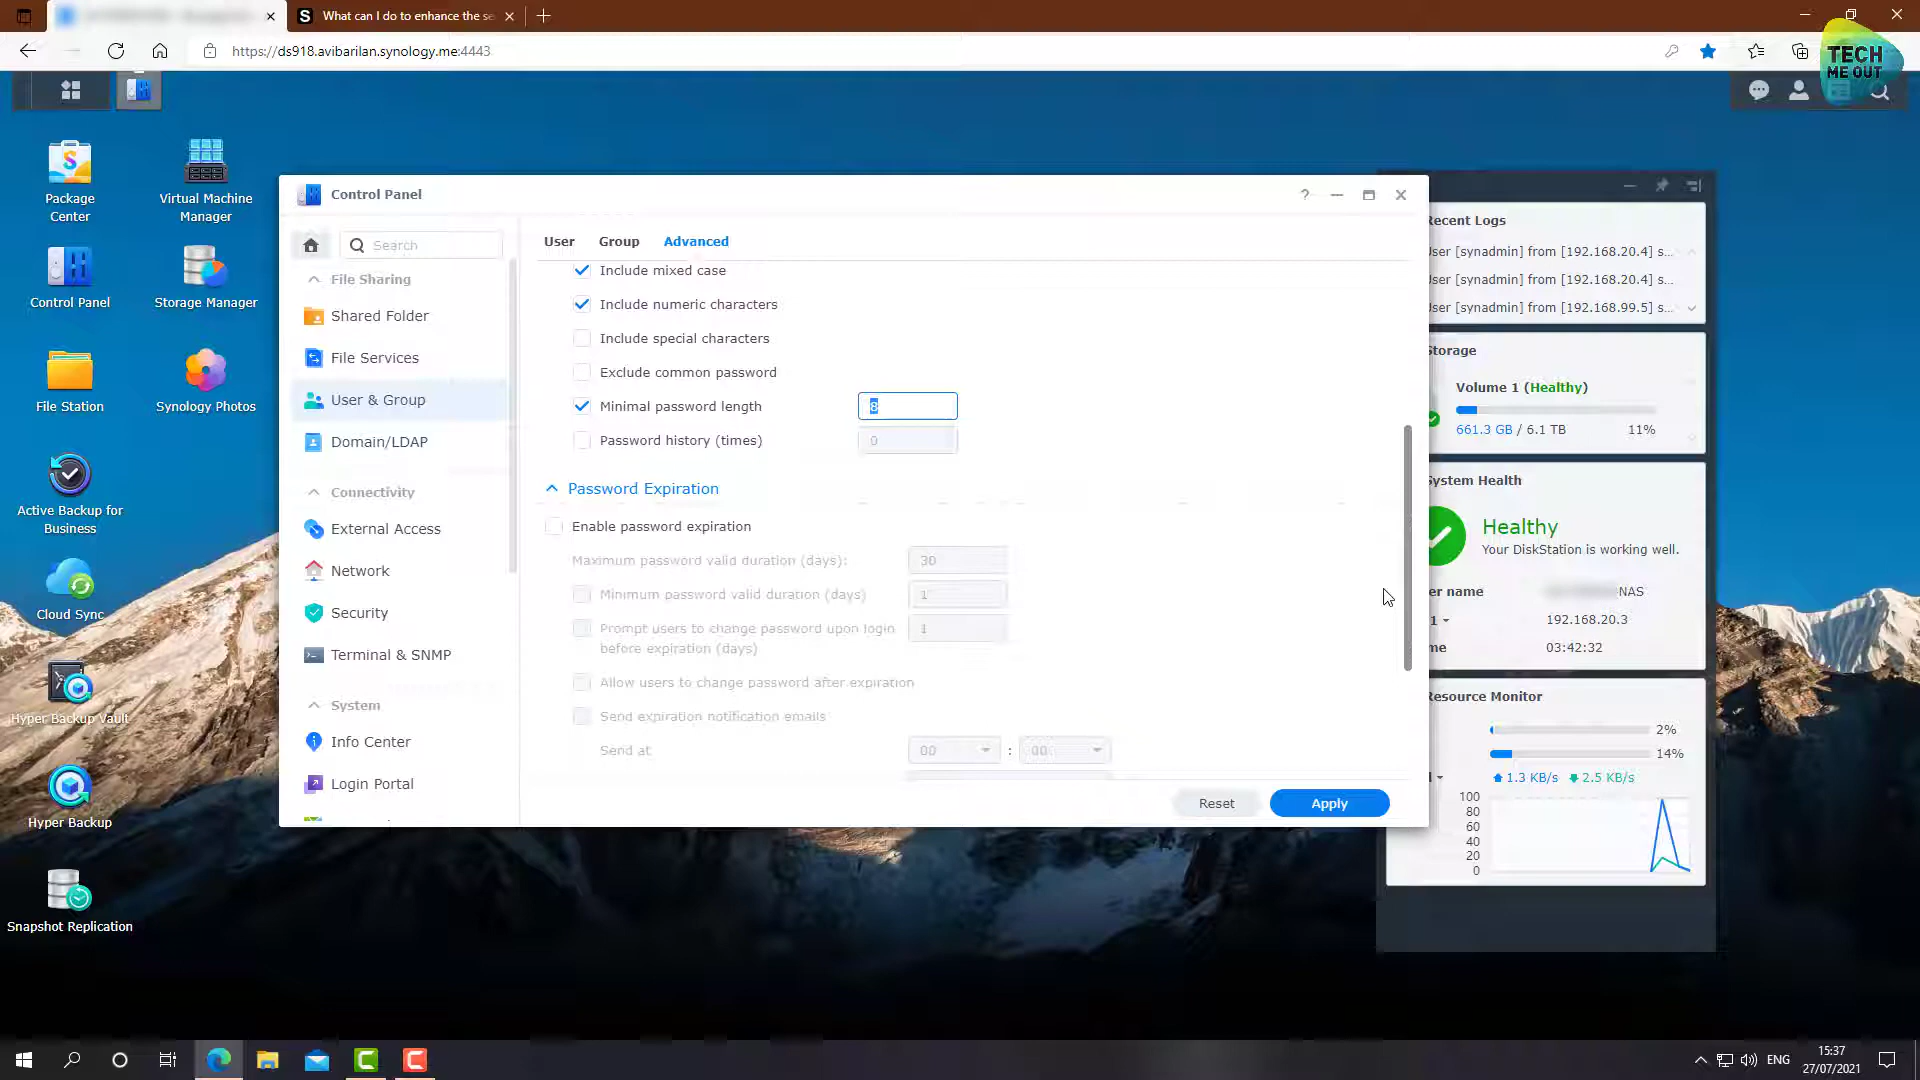 What can I do to enhance the se
https://ds918.avibarilan.synology.me:4443
TECH
ME OUT
Package
Center
Virtual Machine
Manager
Control Panel
Storage Manager
File Station
Synology Photos
Active Backup for
Business
Cloud Sync
Hyper Backup Vault
Hyper Backup
Snapshot Replication
Control Panel
Search
File Sharing
Shared Folder
File Services
User & Group
Domain/LDAP
Connectivity
External Access
Network
Security
Terminal & SNMP
System
Info Center
Login Portal
User Group Advanced
Include mixed case
Include numeric characters
Include special characters
Exclude common password
Minimal password length 8
Password history (times) 0
Password Expiration
Enable password expiration
Maximum password valid duration (days): 30
Minimum password valid duration (days) 1
Prompt users to change password upon login 1
before expiration (days)
Allow users to change password after expiration
Send expiration notification emails
Send at 00 : 00
Reset Apply
Recent Logs
User [synadmin] from [192.168.20.4] s...
User [synadmin] from [192.168.20.4] s...
User [synadmin] from [192.168.99.5] s...
Storage
Volume 1 (Healthy)
661.3 GB / 6.1 TB 11%
System Health
Healthy
Your DiskStation is working well.
er name NAS
1 192.168.20.3
me 03:42:32
Resource Monitor
2%
14%
1.3 KB/s 2.5 KB/s
100
80
60
40
20
0
ENG
15:37
27/07/2021